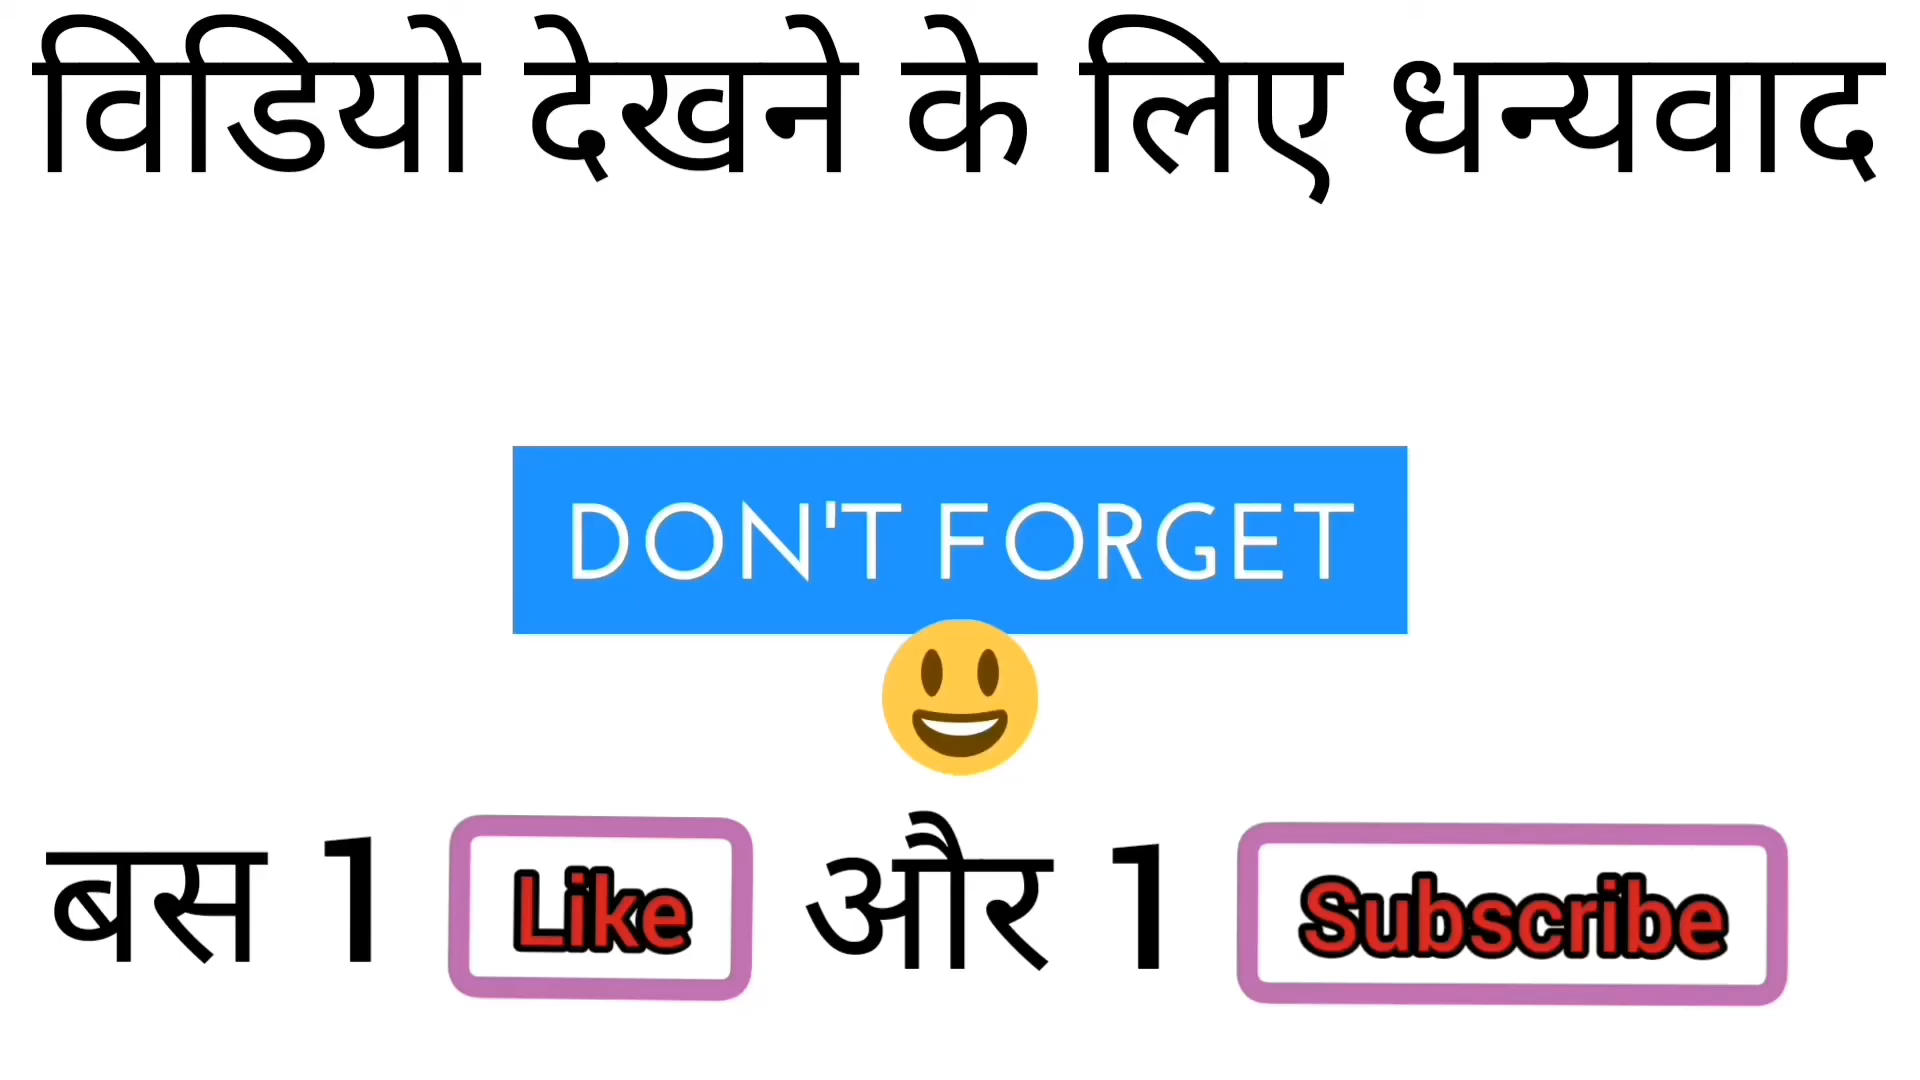 विडियो देखने के लिए धन्यवाद
DON'T FORGET
बस 1 Like और 1 Subscribe